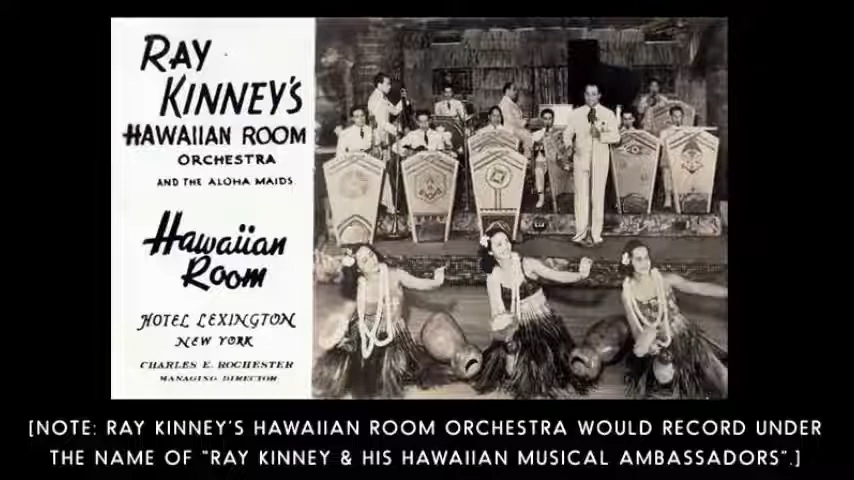 RAY
KINNEY'S
HAWAIIAN ROOM
ORCHESTRA
AND THE ALOHA MAIDS
Hawaiian
Room
HOTEL LEXINGTON
NEW YORK
CHARLES E. ROCHESTER
MANAGING DIRECTOR
[NOTE: RAY KINNEY'S HAWAIIAN ROOM ORCHESTRA WOULD RECORD UNDER
THE NAME OF "RAY KINNEY & HIS HAWAIIAN MUSICAL AMBASSADORS".]